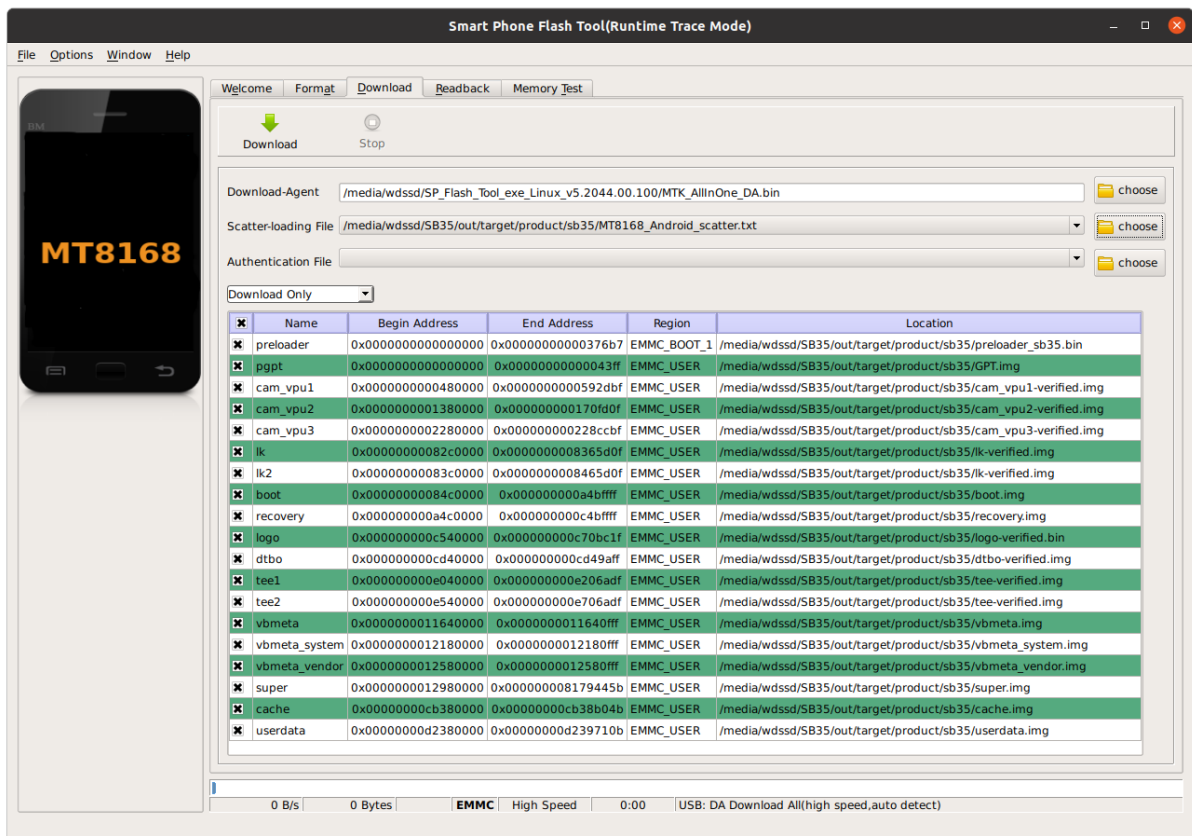 Smart Phone Flash Tool(Runtime Trace Mode)
File Options Window Help
BM
MT8168
Welcome Format Download Readback Memory Test
Download Stop
Download-Agent /media/wdssd/SP_Flash_Tool_exe_Linux_v5.2044.00.100/MTK_AllInOne_DA.bin choose
Scatter-loading File /media/wdssd/SB35/out/target/product/sb35/MT8168_Android_scatter.txt choose
Authentication File choose
Download Only
Name Begin Address End Address Region Location
preloader 0x0000000000000000 0x00000000000376b7 EMMC_BOOT_1 /media/wdssd/SB35/out/target/product/sb35/preloader_sb35.bin
pgpt 0x0000000000000000 0x00000000000043ff EMMC_USER /media/wdssd/SB35/out/target/product/sb35/GPT.img
cam_vpu1 0x0000000000480000 0x0000000000592dbf EMMC_USER /media/wdssd/SB35/out/target/product/sb35/cam_vpu1-verified.img
cam_vpu2 0x0000000001380000 0x000000000170fd0f EMMC_USER /media/wdssd/SB35/out/target/product/sb35/cam_vpu2-verified.img
cam_vpu3 0x0000000002280000 0x000000000228ccbf EMMC_USER /media/wdssd/SB35/out/target/product/sb35/cam_vpu3-verified.img
lk 0x00000000082c0000 0x0000000008365d0f EMMC_USER /media/wdssd/SB35/out/target/product/sb35/lk-verified.img
lk2 0x00000000083c0000 0x0000000008465d0f EMMC_USER /media/wdssd/SB35/out/target/product/sb35/lk-verified.img
boot 0x00000000084c0000 0x000000000a4bffff EMMC_USER /media/wdssd/SB35/out/target/product/sb35/boot.img
recovery 0x000000000a4c0000 0x000000000c4bffff EMMC_USER /media/wdssd/SB35/out/target/product/sb35/recovery.img
logo 0x000000000c540000 0x000000000c70bc1f EMMC_USER /media/wdssd/SB35/out/target/product/sb35/logo-verified.bin
dtbo 0x000000000cd40000 0x000000000cd49aff EMMC_USER /media/wdssd/SB35/out/target/product/sb35/dtbo-verified.img
tee1 0x000000000e040000 0x000000000e206adf EMMC_USER /media/wdssd/SB35/out/target/product/sb35/tee-verified.img
tee2 0x000000000e540000 0x000000000e706adf EMMC_USER /media/wdssd/SB35/out/target/product/sb35/tee-verified.img
vbmeta 0x0000000011640000 0x0000000011640fff EMMC_USER /media/wdssd/SB35/out/target/product/sb35/vbmeta.img
vbmeta_system 0x0000000012180000 0x0000000012180fff EMMC_USER /media/wdssd/SB35/out/target/product/sb35/vbmeta_system.img
vbmeta_vendor 0x0000000012580000 0x0000000012580fff EMMC_USER /media/wdssd/SB35/out/target/product/sb35/vbmeta_vendor.img
super 0x0000000012980000 0x000000008179445b EMMC_USER /media/wdssd/SB35/out/target/product/sb35/super.img
cache 0x00000000cb380000 0x00000000cb38b04b EMMC_USER /media/wdssd/SB35/out/target/product/sb35/cache.img
userdata 0x00000000d2380000 0x00000000d239710b EMMC_USER /media/wdssd/SB35/out/target/product/sb35/userdata.img
0 B/s 0 Bytes EMMC High Speed 0:00 USB: DA Download All(high speed,auto detect)